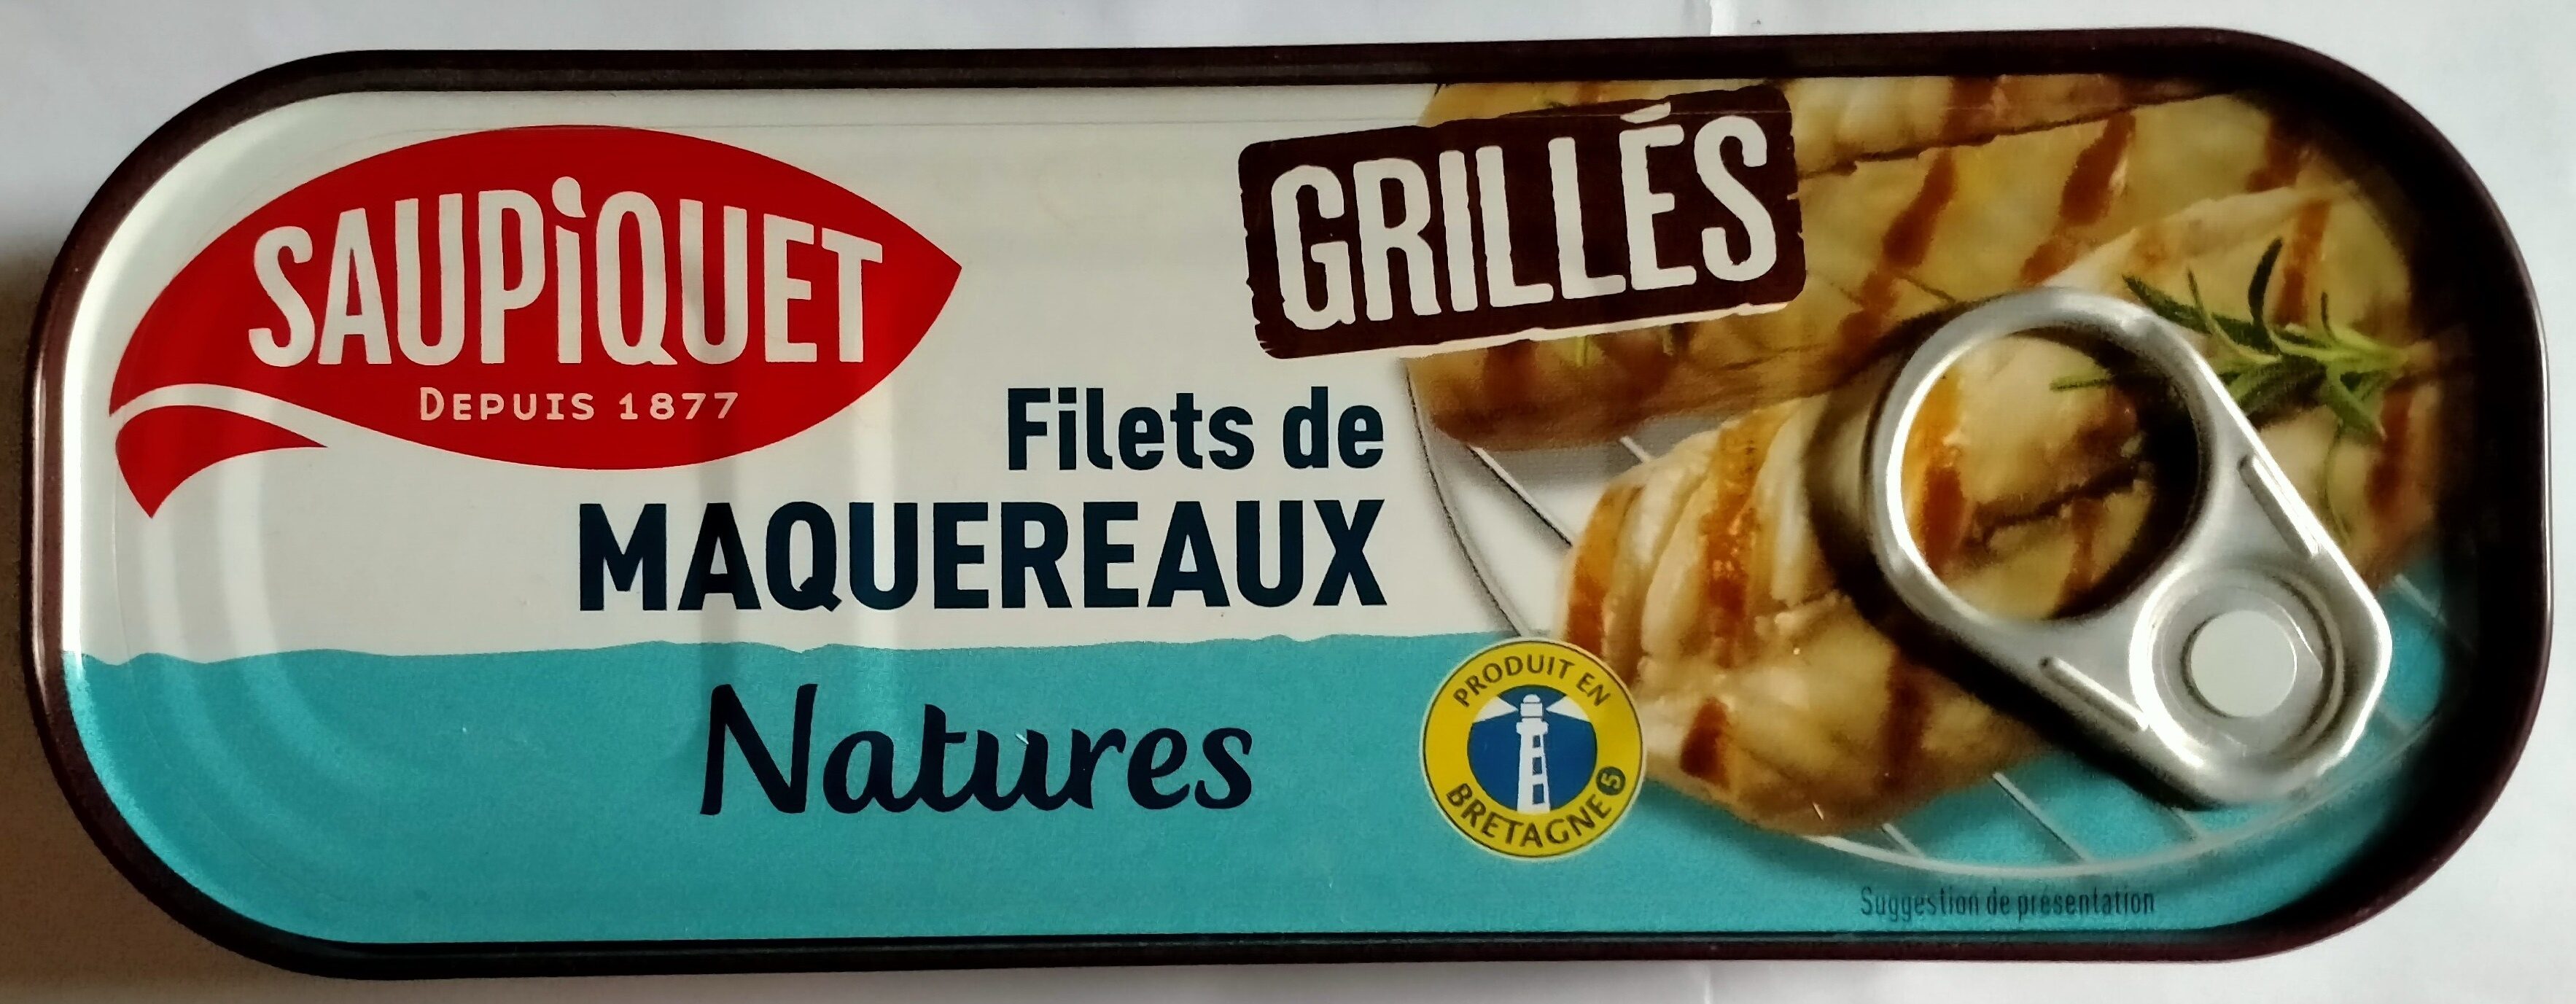 SAUPiQUET
DEPUIS 1877
GRILLÉS
Filets de
MAQUEREAUX
Natures
PRODUIT EN
BRETAGNE
Suggestion de présentation